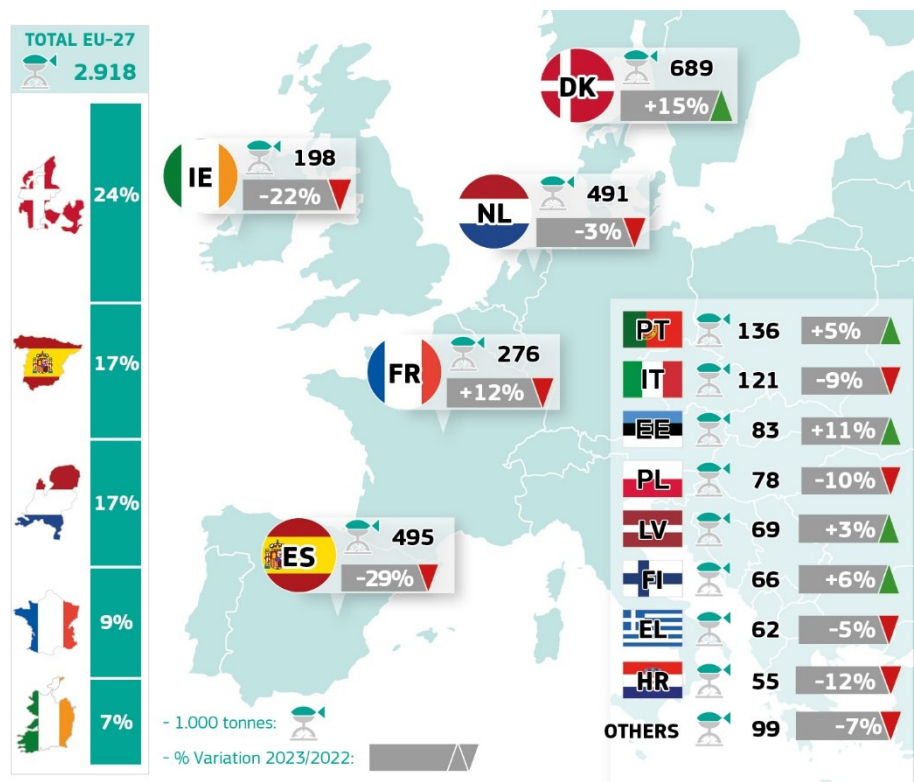 TOTAL EU-27
2.918
24%
17%
17%
9%
7%
DK
689
+15%
IE
198
-22%
NL
491
-3%
FR
276
+12%
ES
495
-29%
PT 136 +5%
IT 121 -9%
EE 83 +11%
PL 78 -10%
LV 69 +3%
FI 66 +6%
EL 62 -5%
HR 55 -12%
OTHERS 99 -7%
- 1.000 tonnes:
- % Variation 2023/2022: